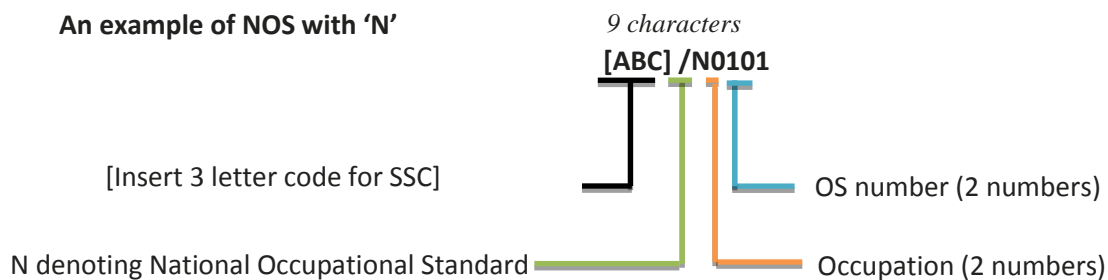 An example of NOS with ‘N’
9 characters
[ABC] /N0101
[Insert 3 letter code for SSC]
OS number (2 numbers)
N denoting National Occupational Standard
Occupation (2 numbers)